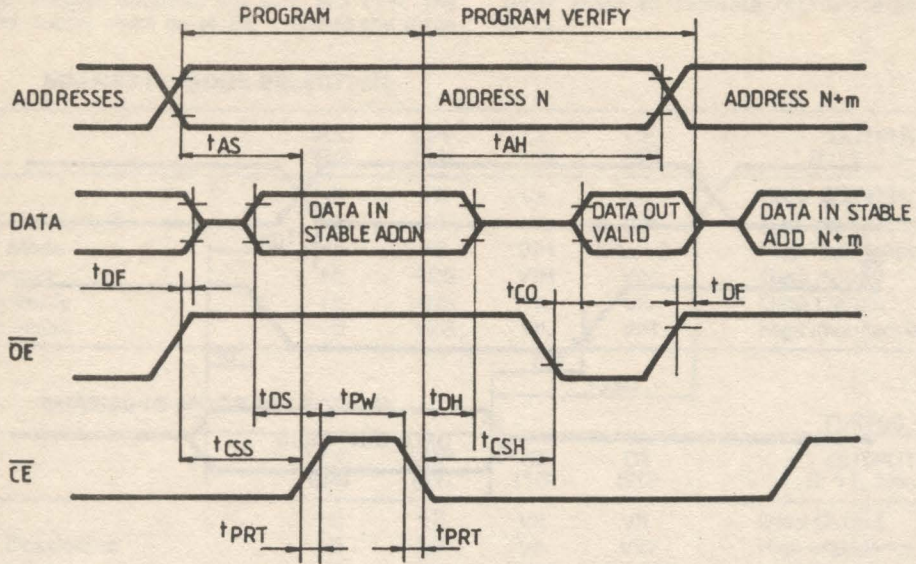 PROGRAM PROGRAM VERIFY
ADDRESSES ADDRESS N ADDRESS N+m
tAS tAH
DATA DATA IN STABLE ADDN DATA OUT VALID DATA IN STABLE ADD N+m
tDF tCO tDF
OE
tDS tPW tDH
tCSS tCSH
CE
tPRT tPRT